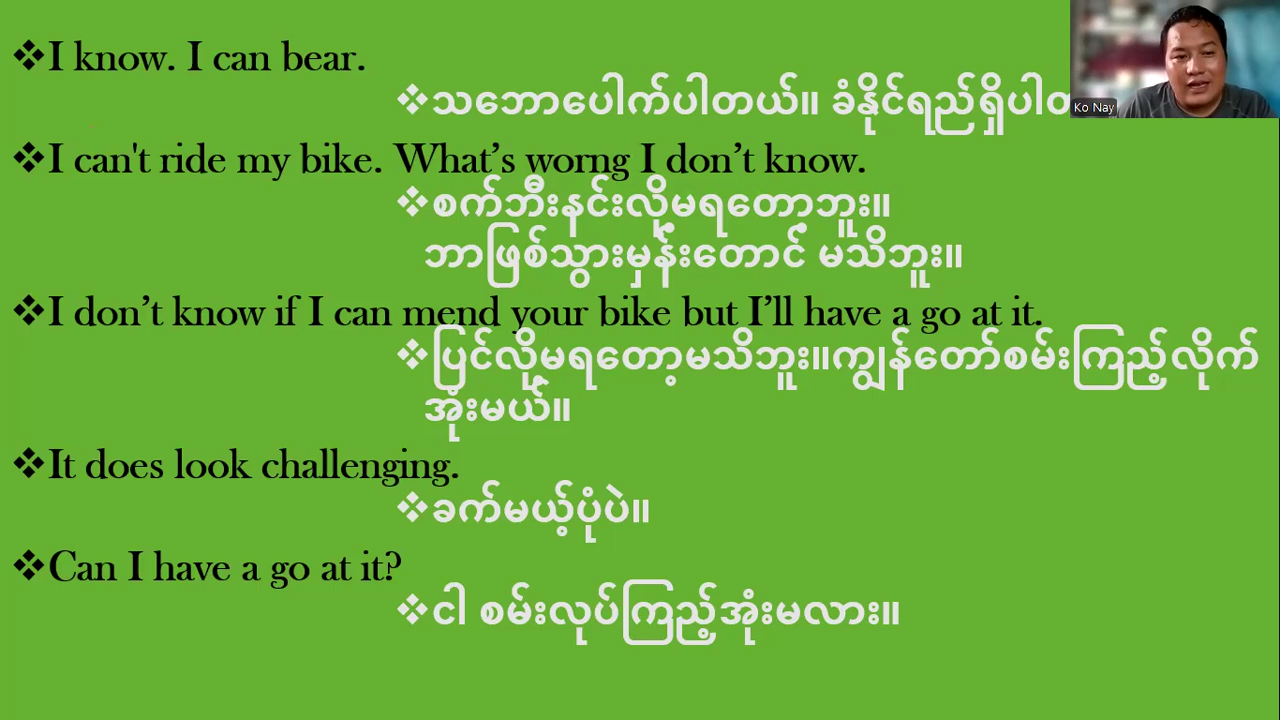 ❖I know. I can bear.
❖သဘောပေါက်ပါတယ်။ ခံနိုင်ရည်ရှိပါ
Ko Nay
❖I can't ride my bike. What’s worng I don’t know.
❖စက်ဘီးနင်းလို့မရတော့ဘူး။
ဘာဖြစ်သွားမှန်းတောင် မသိဘူး။
❖I don’t know if I can mend your bike but I’ll have a go at it.
❖ပြင်လို့မရတော့မသိဘူး။ကျွန်တော်စမ်းကြည့်လိုက်
အုံးမယ်။
❖It does look challenging.
❖ခက်မယ့်ပုံပဲ။
❖Can I have a go at it?
❖ငါ စမ်းလုပ်ကြည့်အုံးမလား။